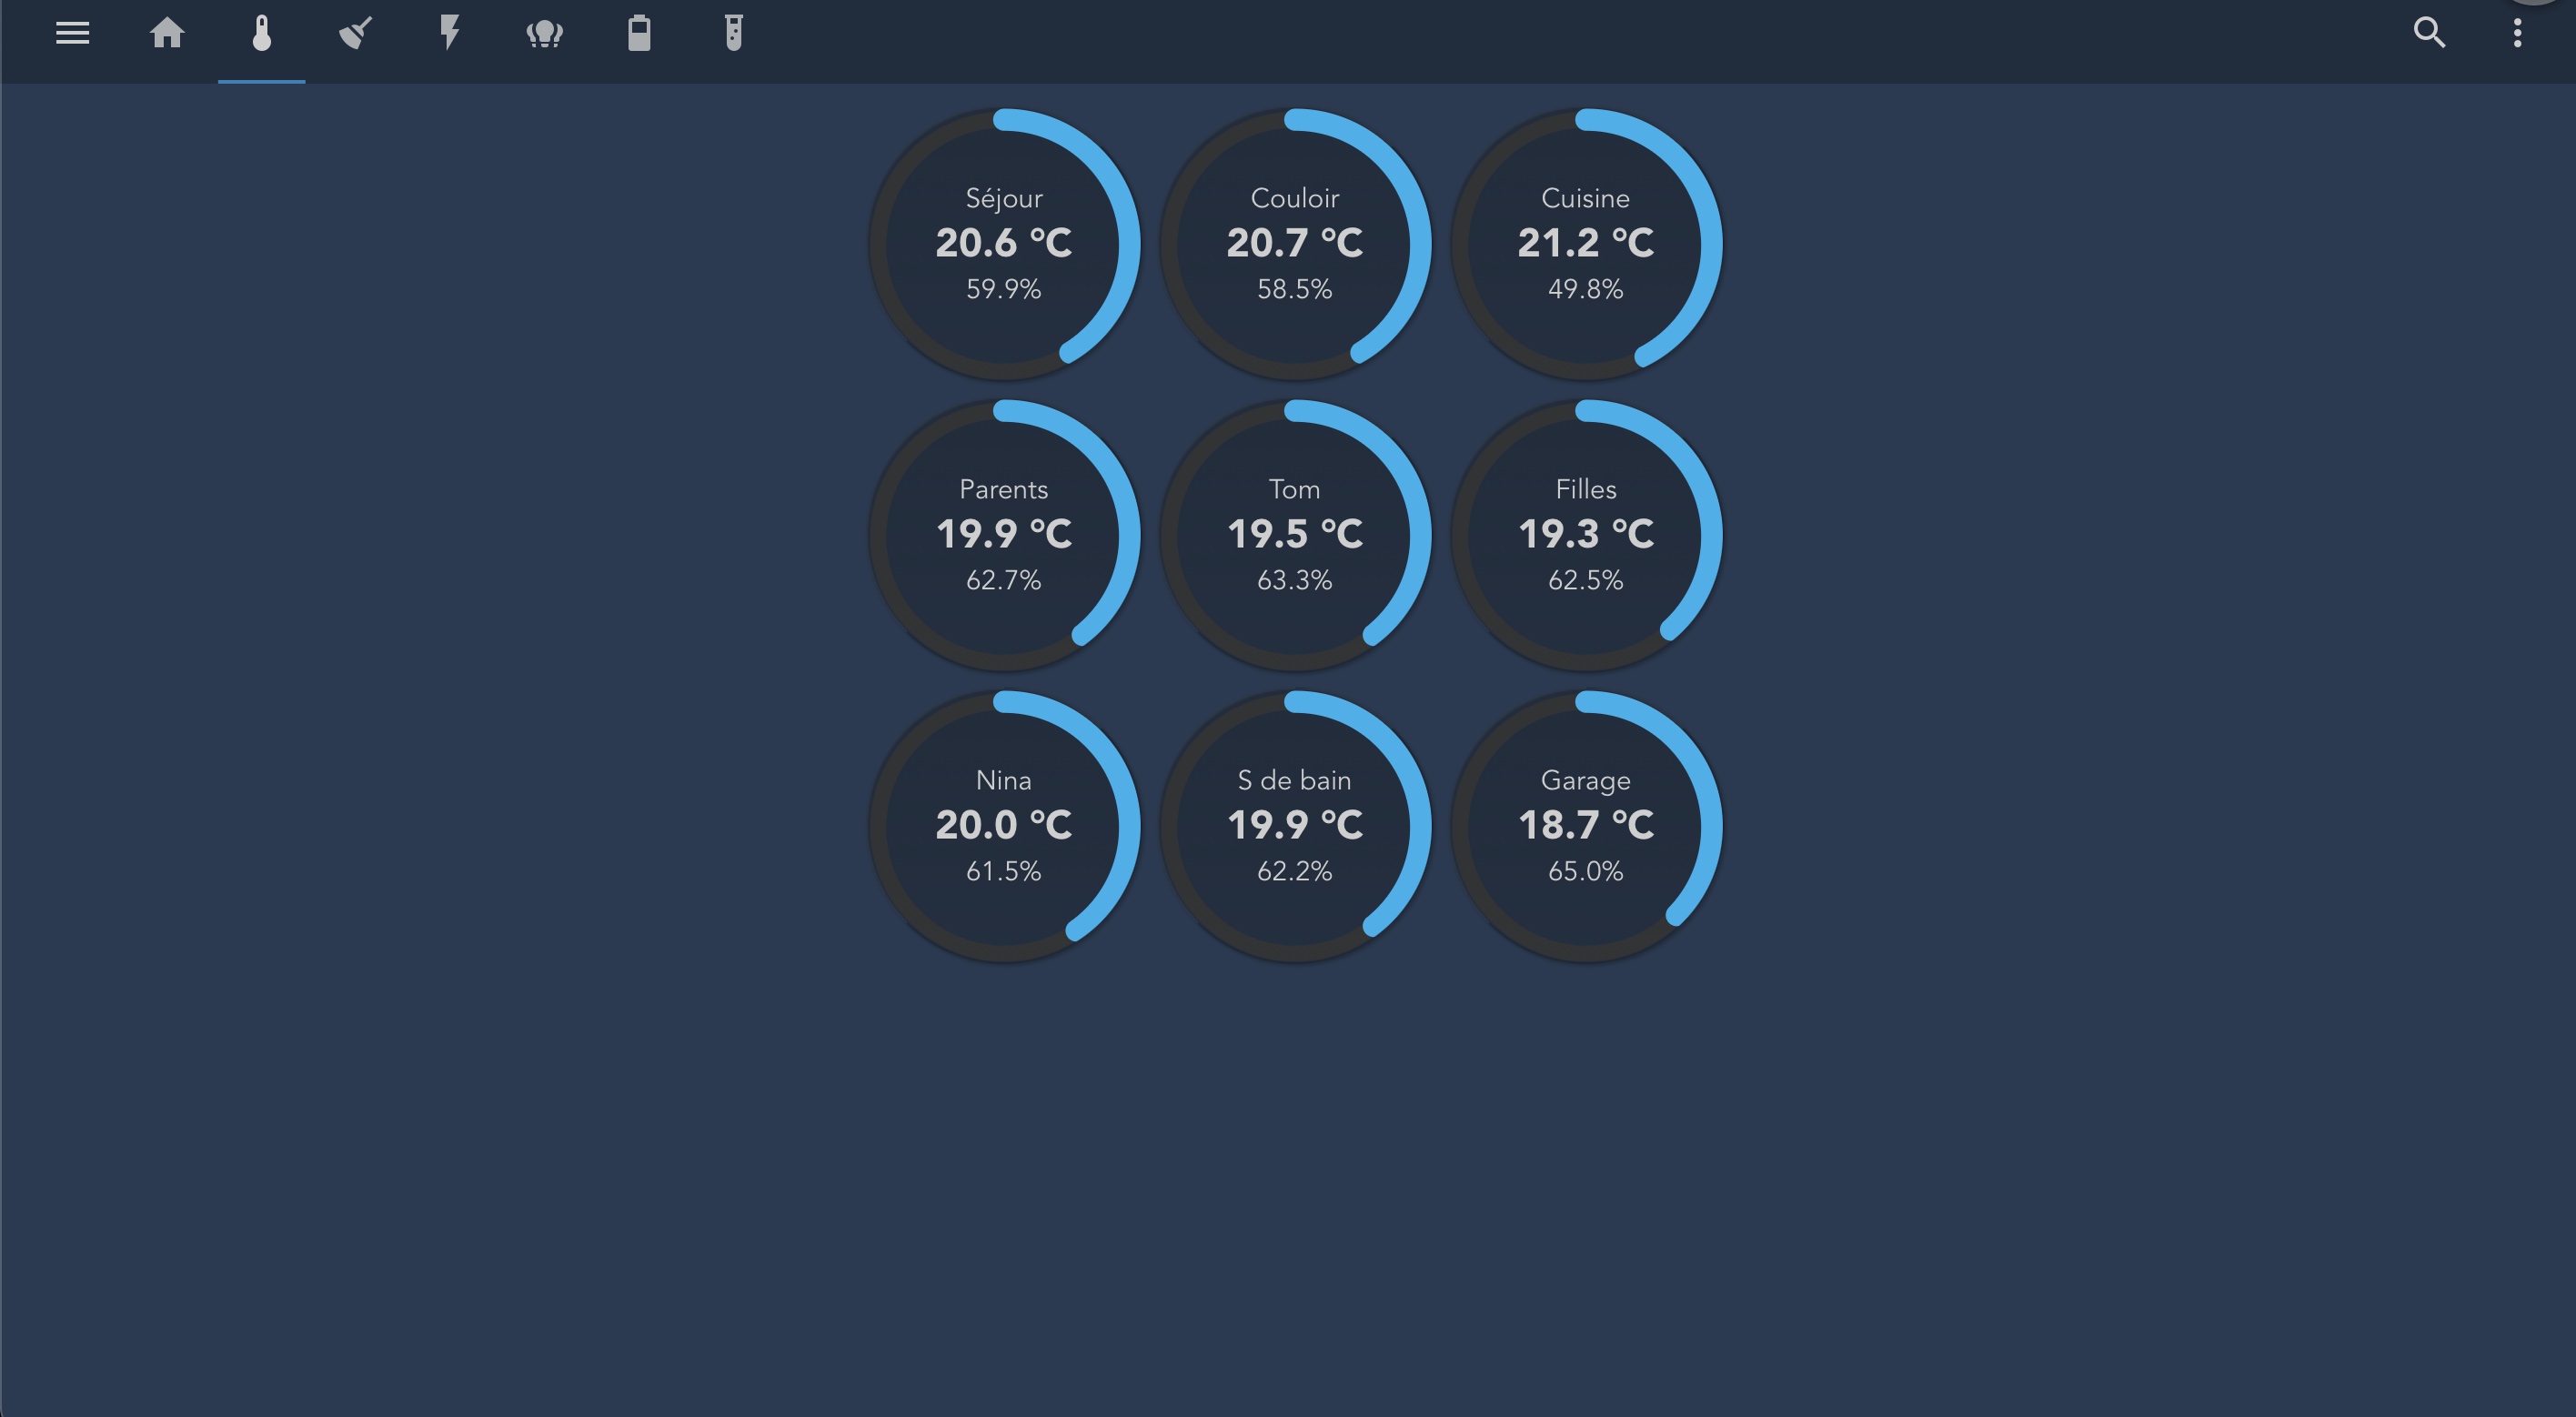 Séjour
20.6 °C
59.9%
Couloir
20.7 °C
58.5%
Cuisine
21.2 °C
49.8%
Parents
19.9 °C
62.7%
Tom
19.5 °C
63.3%
Filles
19.3 °C
62.5%
Nina
20.0 °C
61.5%
S de bain
19.9 °C
62.2%
Garage
18.7 °C
65.0%